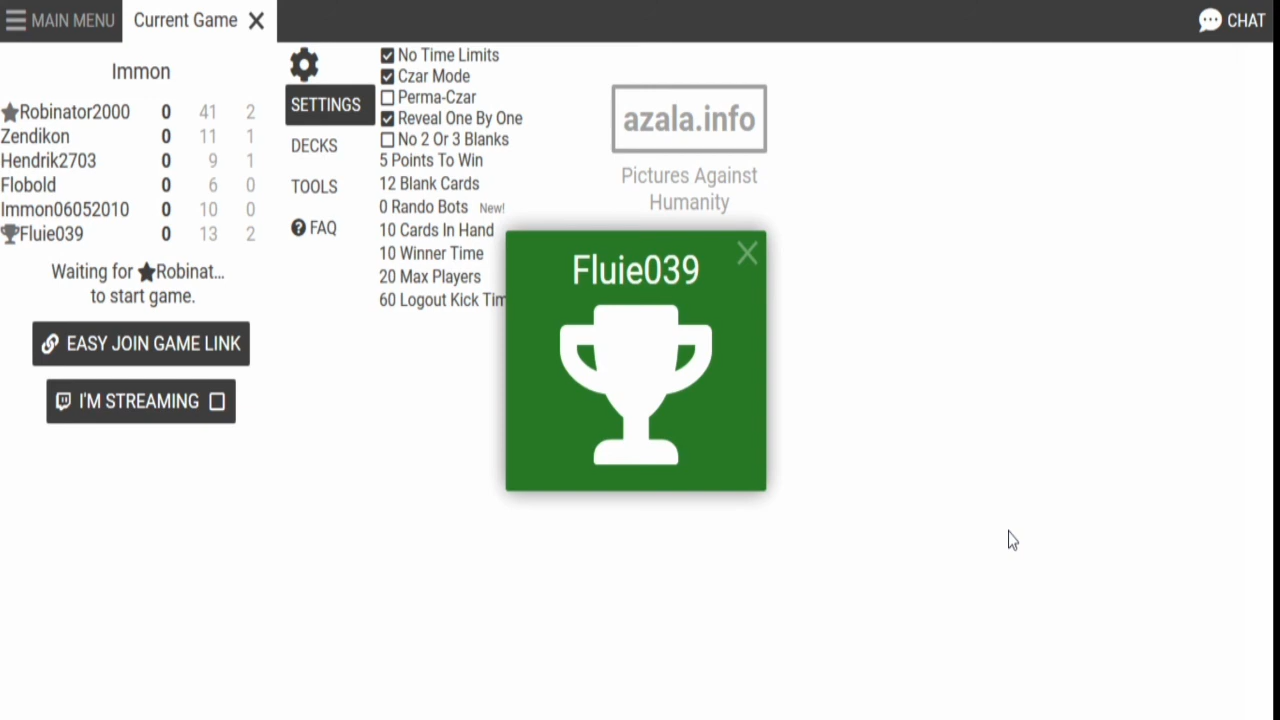 MAIN MENU
Current Game
CHAT
Immon
Robinator2000 0 41 2
Zendikon 0 11 1
Hendrik2703 0 9 1
Flobold 0 6 0
Immon06052010 0 10 0
Fluie039 0 13 2
Waiting for Robinat...
to start game.
EASY JOIN GAME LINK
I'M STREAMING
SETTINGS
DECKS
TOOLS
FAQ
No Time Limits
Czar Mode
Perma-Czar
Reveal One By One
No 2 Or 3 Blanks
5 Points To Win
12 Blank Cards
0 Rando Bots New!
10 Cards In Hand
10 Winner Time
20 Max Players
60 Logout Kick Tim
azala.info
Pictures Against
Humanity
Fluie039